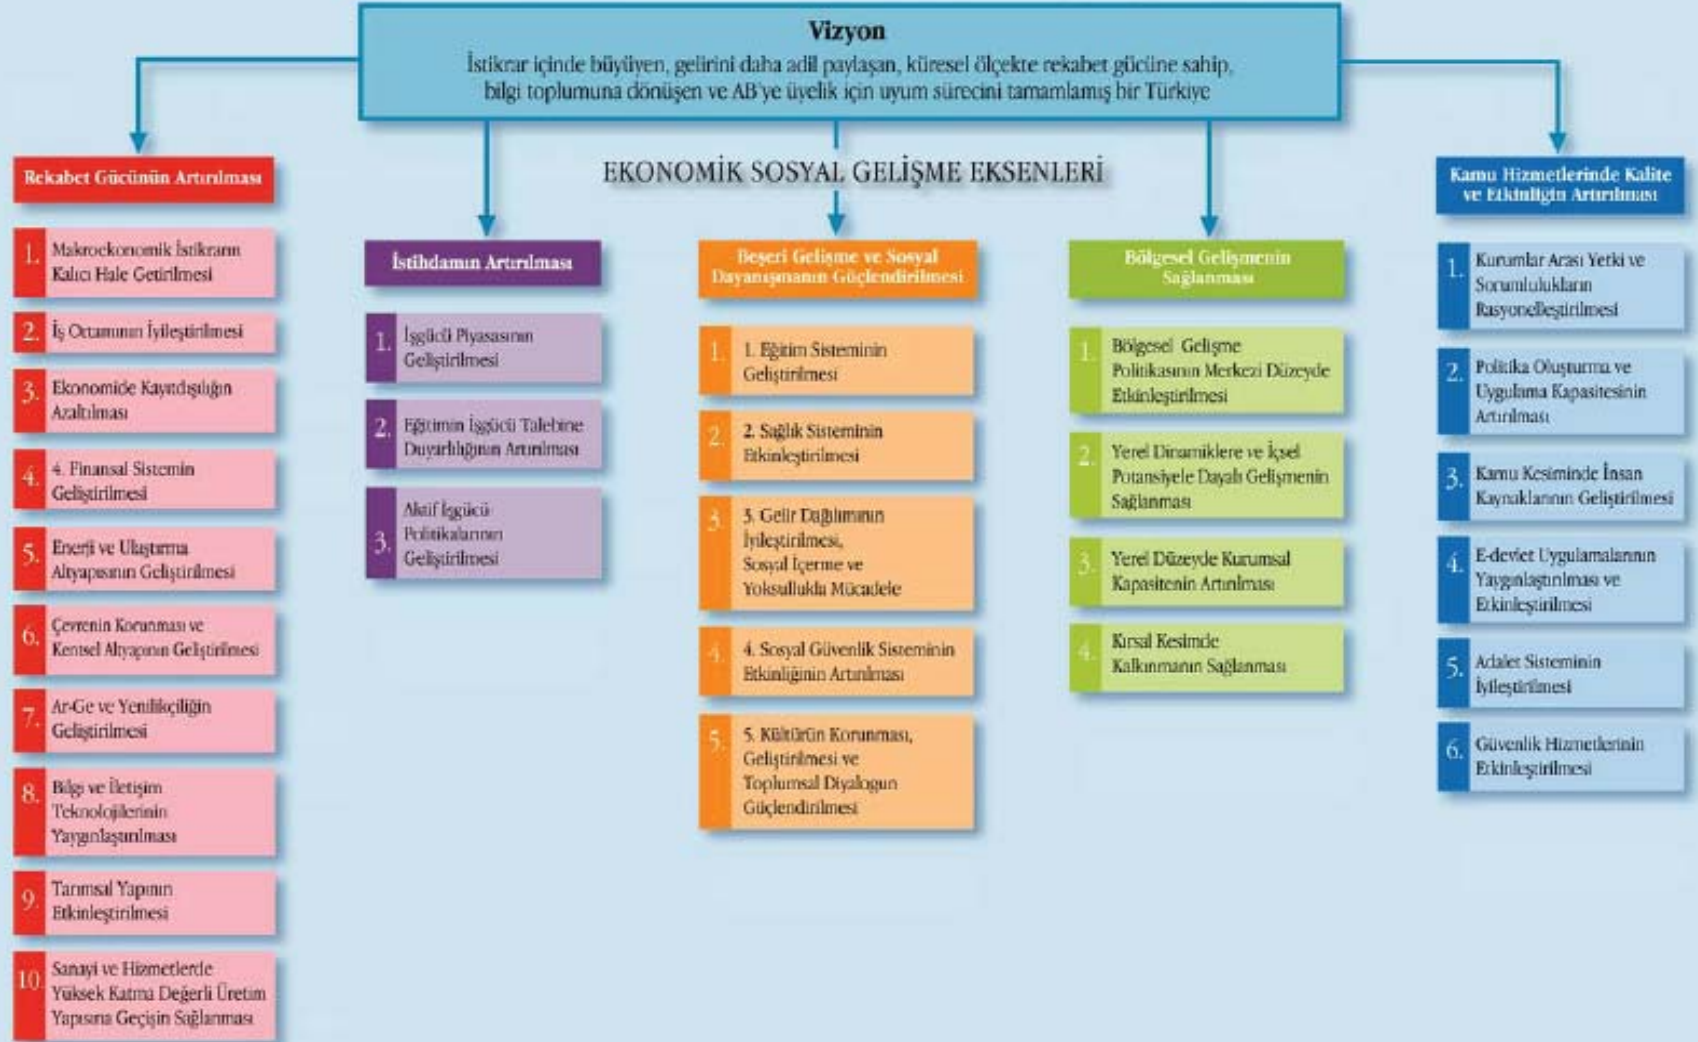 Vizyon
İstikrar içinde büyüyen, gelirini daha adil paylaşan, küresel ölçekte rekabet gücüne sahip,
bilgi toplumuna dönüşen ve AB'ye üyelik için uyum sürecini tamamlamış bir Türkiye
EKONOMİK SOSYAL GELİŞME EKSENLERİ
Rekabet Gücünün Artırılması
1. Makroekonomik İstikrarın
Kalıcı Hale Getirilmesi
2. İş Ortamının İyileştirilmesi
3. Ekonomide Kayıtdışılığın
Azaltılması
4. 4. Finansal Sistemin
Geliştirilmesi
5. Enerji ve Ulaştırma
Altyapısının Geliştirilmesi
6. Çevrenin Korunması ve
Kentsel Altyapının Geliştirilmesi
7. Ar-Ge ve Yenilikçiliğin
Geliştirilmesi
8. Bilgi ve İletişim
Teknolojilerinin
Yaygınlaştırılması
9. Tarımsal Yapının
Etkinleştirilmesi
10. Sanayi ve Hizmetlerde
Yüksek Katma Değerli Üretim
Yapısına Geçişin Sağlanması
İstihdamın Artırılması
1. İşgücü Piyasasının
Geliştirilmesi
2. Eğitimin İşgücü Talebine
Duyarlılığının Artırılması
3. Aktif İşgücü
Politikalarının
Geliştirilmesi
Beşeri Gelişme ve Sosyal
Dayanışmanın Güçlendirilmesi
1. 1. Eğitim Sisteminin
Geliştirilmesi
2. 2. Sağlık Sisteminin
Etkinleştirilmesi
3. 3. Gelir Dağılımının
İyileştirilmesi,
Sosyal İçerme ve
Yoksullukla Mücadele
4. 4. Sosyal Güvenlik Sisteminin
Etkinliğinin Artırılması
5. 5. Kültürün Korunması,
Geliştirilmesi ve
Toplumsal Diyalogun
Güçlendirilmesi
Bölgesel Gelişmenin
Sağlanması
1. Bölgesel Gelişme
Politikasının Merkezi Düzeyde
Etkinleştirilmesi
2. Yerel Dinamiklere ve İçsel
Potansiyele Dayalı Gelişmenin
Sağlanması
3. Yerel Düzeyde Kurumsal
Kapasitenin Artırılması
4. Kırsal Kesimde
Kalkınmanın Sağlanması
Kamu Hizmetlerinde Kalite
ve Etkinliğin Artırılması
1. Kurumlar Arası Yetki ve
Sorumlulukların
Rasyonelleştirilmesi
2. Politika Oluşturma ve
Uygulama Kapasitesinin
Artırılması
3. Kamu Kesiminde İnsan
Kaynaklarının Geliştirilmesi
4. E-devlet Uygulamalarının
Yaygınlaştırılması ve
Etkinleştirilmesi
5. Adalet Sisteminin
İyileştirilmesi
6. Güvenlik Hizmetlerinin
Etkinleştirilmesi